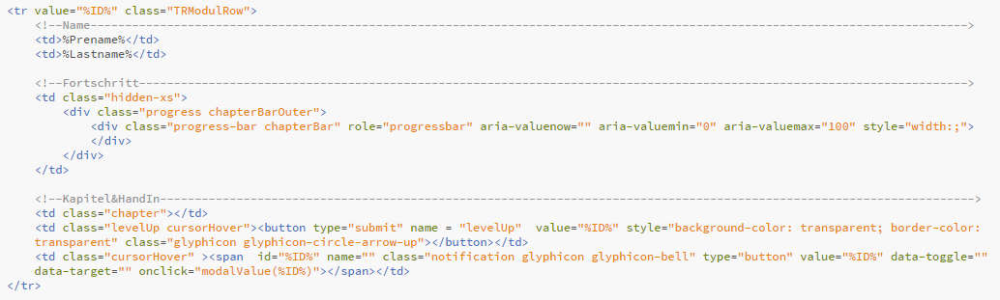 <tr value="%ID%" class="TRModulRow">
<!--Name------------------------------------------------------------------------------------------------------------------------------->
<td>%Prename%</td>
<td>%Lastname%</td>
<!--Fortschritt------------------------------------------------------------------------------------------------------------------------>
<td class="hidden-xs">
<div class="progress chapterBarOuter">
<div class="progress-bar chapterBar" role="progressbar" aria-valuenow="" aria-valuemin="0" aria-valuemax="100" style="width:;">
</div>
</div>
</td>
<!--Kapitel&HandIn---------------------------------------------------------------------------------------------------------------------->
<td class="chapter"></td>
<td class="levelUp cursorHover"><button type="submit" name = "levelUp"  value="%ID%" style="background-color: transparent; border-color:
transparent" class="glyphicon glyphicon-circle-arrow-up"></button></td>
<td class="cursorHover" ><span  id="%ID%" name="" class="notification glyphicon glyphicon-bell" type="button" value="%ID%" data-toggle=""
data-target="" onclick="modalValue(%ID%)"></span></td>
</tr>